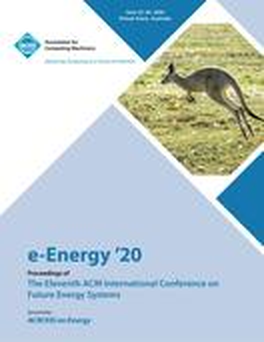 June 22-26, 2020
Virtual Event, Australia
acm
Association for
Computing Machinery
e-Energy '20
Proceedings of
The Eleventh ACM International Conference on
Future Energy Systems
Sponsored by:
ACM SIGEnergy